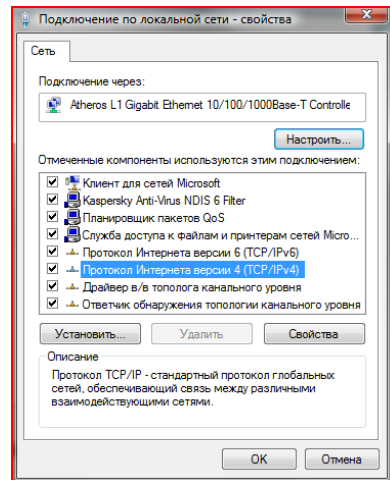 Подключение по локальной сети - свойства
Сеть
Подключение через:
Atheros L1 Gigabit Ethernet 10/100/1000Base-T Controlle
Настроить...
Отмеченные компоненты используются этим подключением:
Клиент для сетей Microsoft
Kaspersky Anti-Virus NDIS 6 Filter
Планировщик пакетов QoS
Служба доступа к файлам и принтерам сетей Micro...
Протокол Интернета версии 6 (TCP/IPv6)
Протокол Интернета версии 4 (TCP/IPv4)
Драйвер в/в тополога канального уровня
Ответчик обнаружения топологии канального уровня
Установить... Удалить Свойства
Описание
Протокол TCP/IP - стандартный протокол глобальных
сетей, обеспечивающий связь между различными
взаимодействующими сетями.
OK Отмена